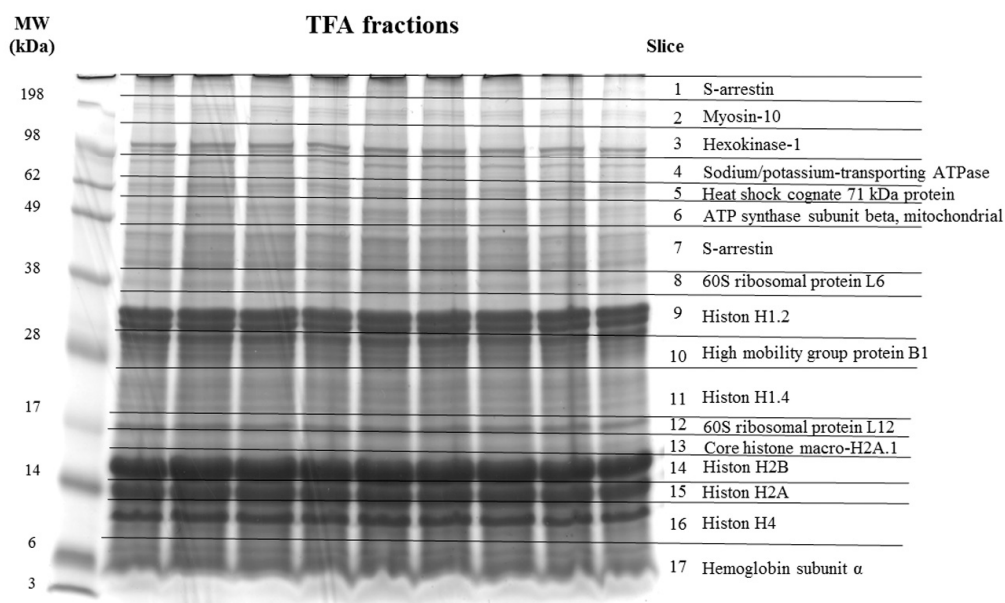 MW
(kDa)
TFA fractions
Slice
198
98
62
49
38
28
17
14
6
3
1 S-arrestin
2 Myosin-10
3 Hexokinase-1
4 Sodium/potassium-transporting ATPase
5 Heat shock cognate 71 kDa protein
6 ATP synthase subunit beta, mitochondrial
7 S-arrestin
8 60S ribosomal protein L6
9 Histon H1.2
10 High mobility group protein B1
11 Histon H1.4
12 60S ribosomal protein L12
13 Core histone macro-H2A.1
14 Histon H2B
15 Histon H2A
16 Histon H4
17 Hemoglobin subunit α